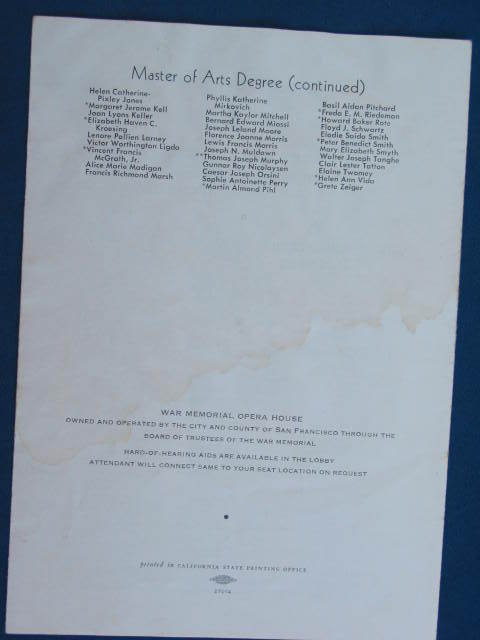 Master of Arts Degree (continued)
Helen Catherine-
Pixley Janes
*Margaret Jerame Kell
Joan Lyons Keller
*Elizabeth Haven C.
Kroesing
Lenore Pallien Larney
Victor Worthington Ligda
*Vincent Francis
McGrath, Jr.
Alice Marie Madigan
Francis Richmond Marsh
Phyllis Katherine
Mirkovich
Martha Kaylor Mitchell
Bernard Edward Miossi
Joseph Leland Moore
Florence Joanne Morris
Lewis Francis Morris
Joseph N. Muldown
**Thomas Joseph Murphy
Gunnar Roy Nicolaysen
Caesar Joseph Orsini
Sophie Antoinette Perry
*Martin Almond Pihl
Basil Aidan Pitchard
*Freda E. M. Riedeman
*Howard Baker Rote
Floyd J. Schwartz
Elodie Saida Smith
*Peter Benedict Smith
Mary Elizabeth Smyth
Walter Joseph Tanghe
Clair Lester Tatton
Elaine Twomey
*Helen Ann Vida
*Grete Zeiger
WAR MEMORIAL OPERA HOUSE
OWNED AND OPERATED BY THE CITY AND COUNTY OF SAN FRANCISCO THROUGH THE
BOARD OF TRUSTEES OF THE WAR MEMORIAL
HARD-OF-HEARING AIDS ARE AVAILABLE IN THE LOBBY
ATTENDANT WILL CONNECT SAME TO YOUR SEAT LOCATION ON REQUEST
printed in CALIFORNIA STATE PRINTING OFFICE